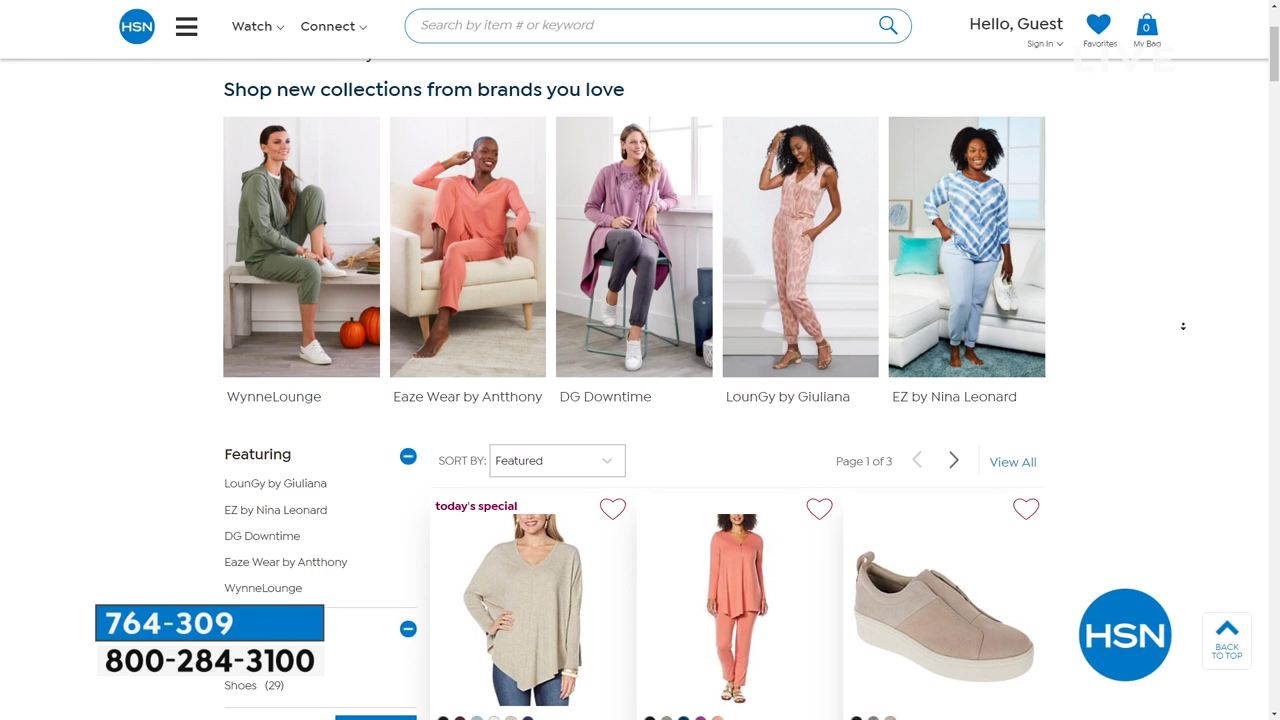 HSN
Watch
Connect
Search by item # or keyword
Hello, Guest
Sign In
Favorites
0
My Bag
LIVE
Shop new collections from brands you love
WynneLounge
Eaze Wear by Antthony
DG Downtime
LounGy by Giuliana
EZ by Nina Leonard
Featuring
LounGy by Giuliana
EZ by Nina Leonard
DG Downtime
Eaze Wear by Antthony
WynneLounge
SORT BY: Featured
Page 1 of 3
View All
today's special
764-309
800-284-3100
Shoes (29)
HSN
BACK
TO TOP